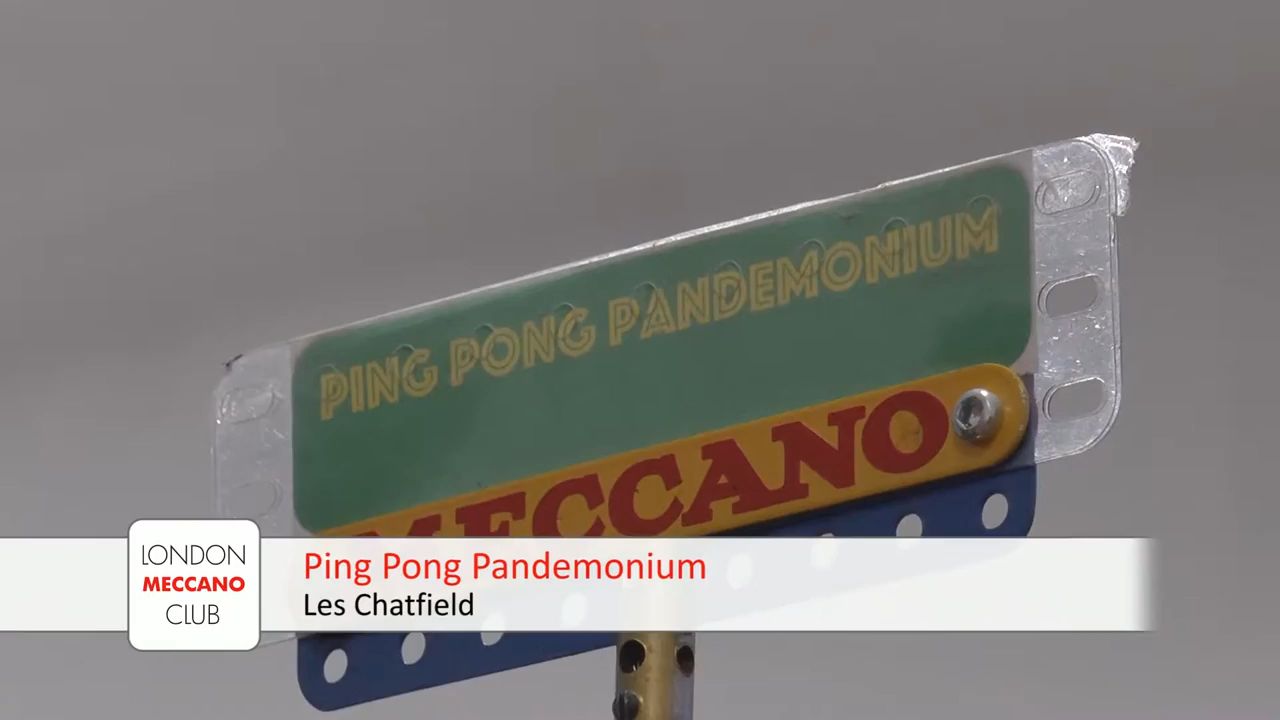 PING PONG PANDEMONIUM
MECCANO
LONDON
MECCANO
CLUB
Ping Pong Pandemonium
Les Chatfield